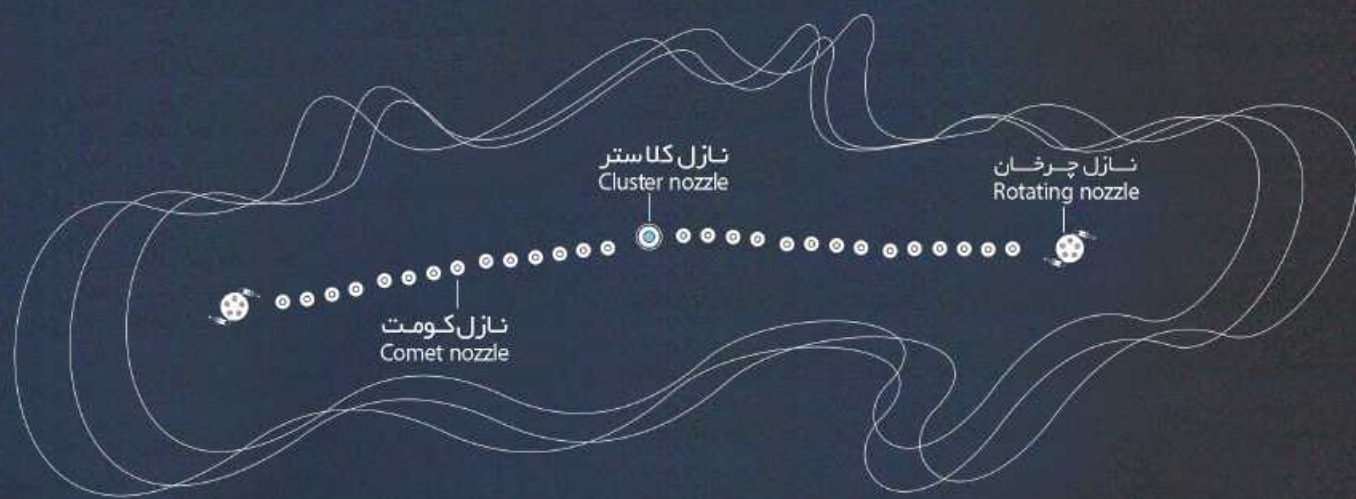 نازل کلاستر
Cluster nozzle
نازل چرخان
Rotating nozzle
نازل کومت
Comet nozzle